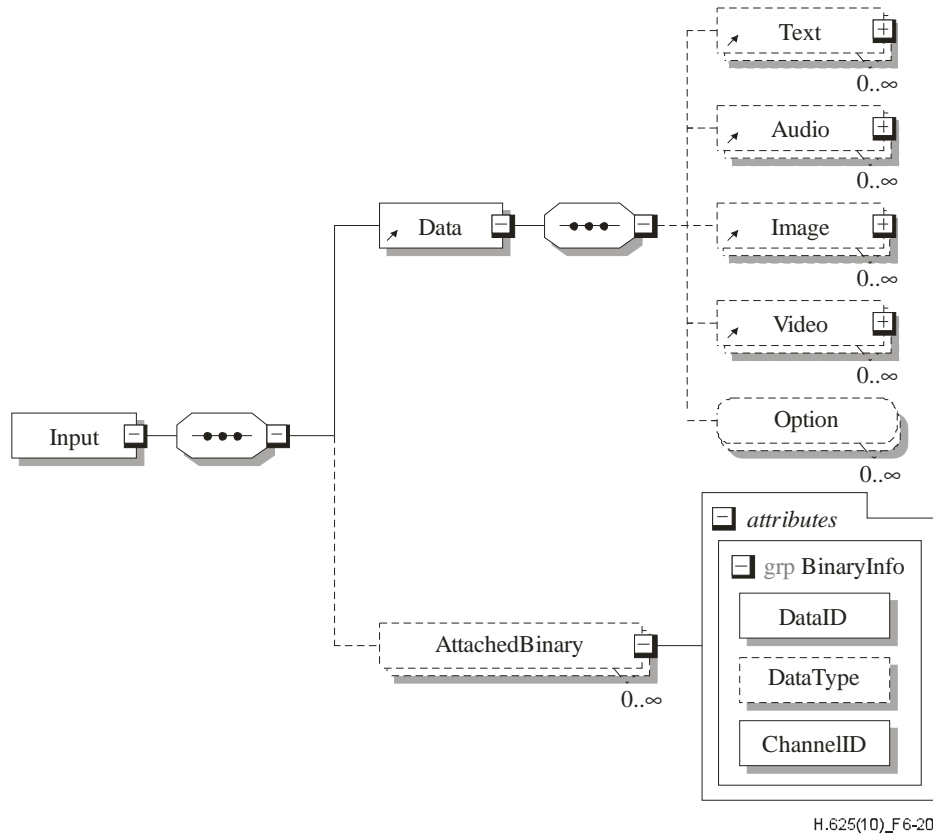 Text
0..∞
Audio
0..∞
Image
0..∞
Video
0..∞
Option
0..∞
Data
Input
AttachedBinary
0..∞
attributes
grp BinaryInfo
DataID
DataType
ChannelID
H.625(10)_F6-20